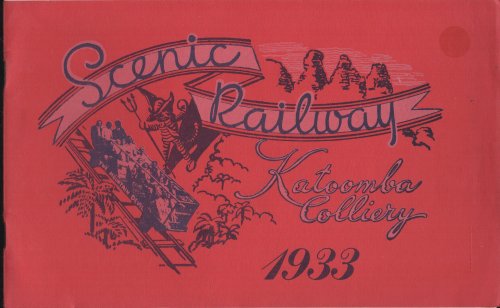 Scenic
Railway
Katoomba
Colliery
1933